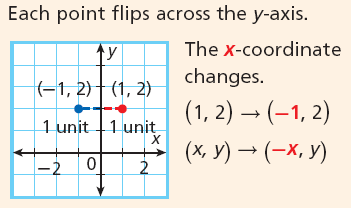 Each point flips across the y-axis.
y
(−1, 2) (1, 2)
1 unit 1 unit
x
−2 0 2
The x-coordinate
changes.
(1, 2) → (−1, 2)
(x, y) → (−x, y)